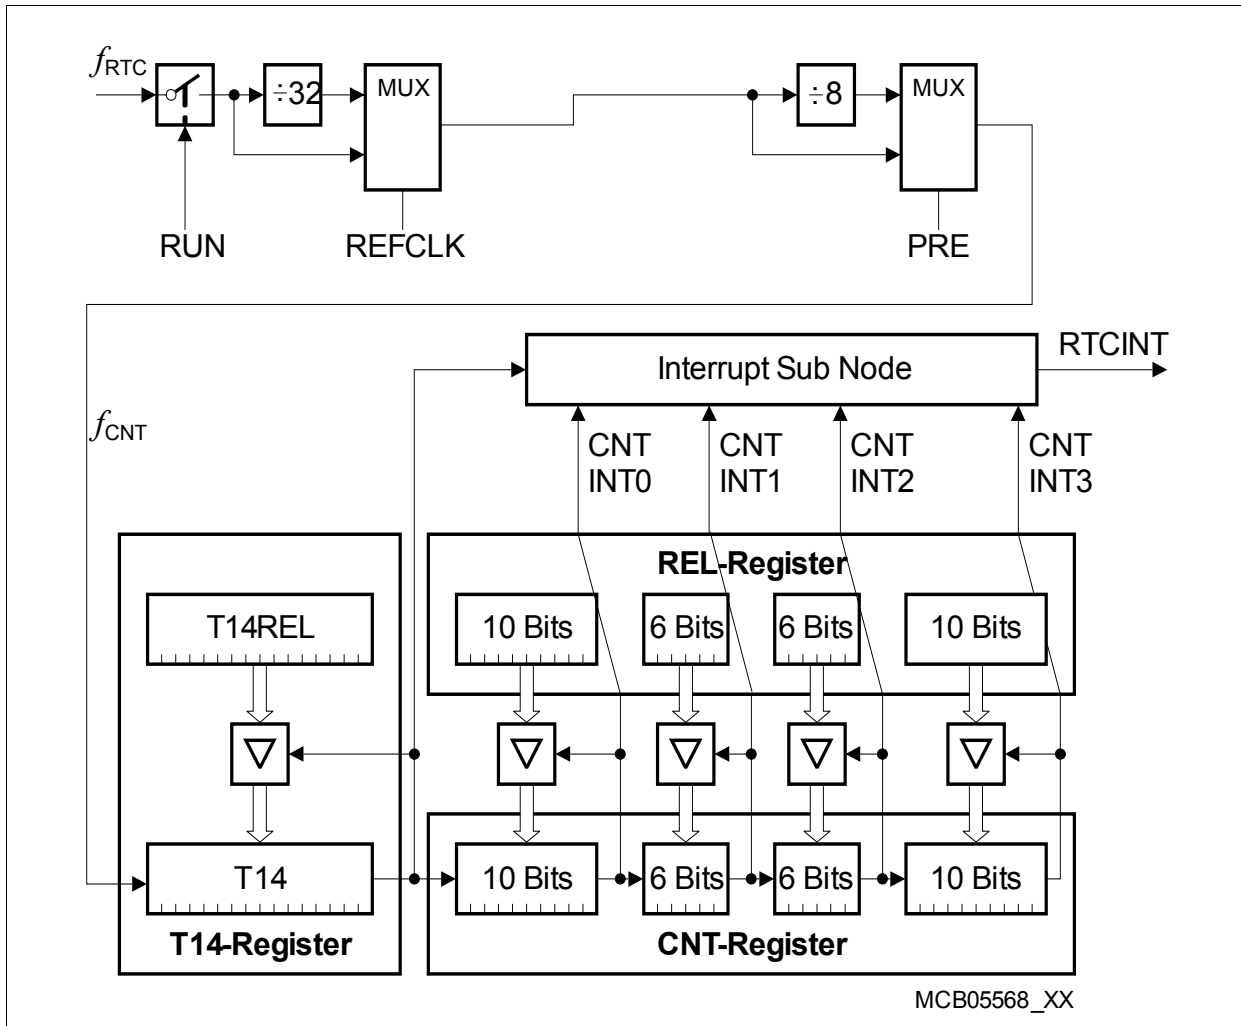 fRTC
÷32
MUX
÷8
MUX
RUN
REFCLK
PRE
RTCINT
Interrupt Sub Node
fCNT
CNT
INT0
CNT
INT1
CNT
INT2
CNT
INT3
REL-Register
T14REL
10 Bits
6 Bits
6 Bits
10 Bits
T14
10 Bits
6 Bits
6 Bits
10 Bits
T14-Register
CNT-Register
MCB05568_XX